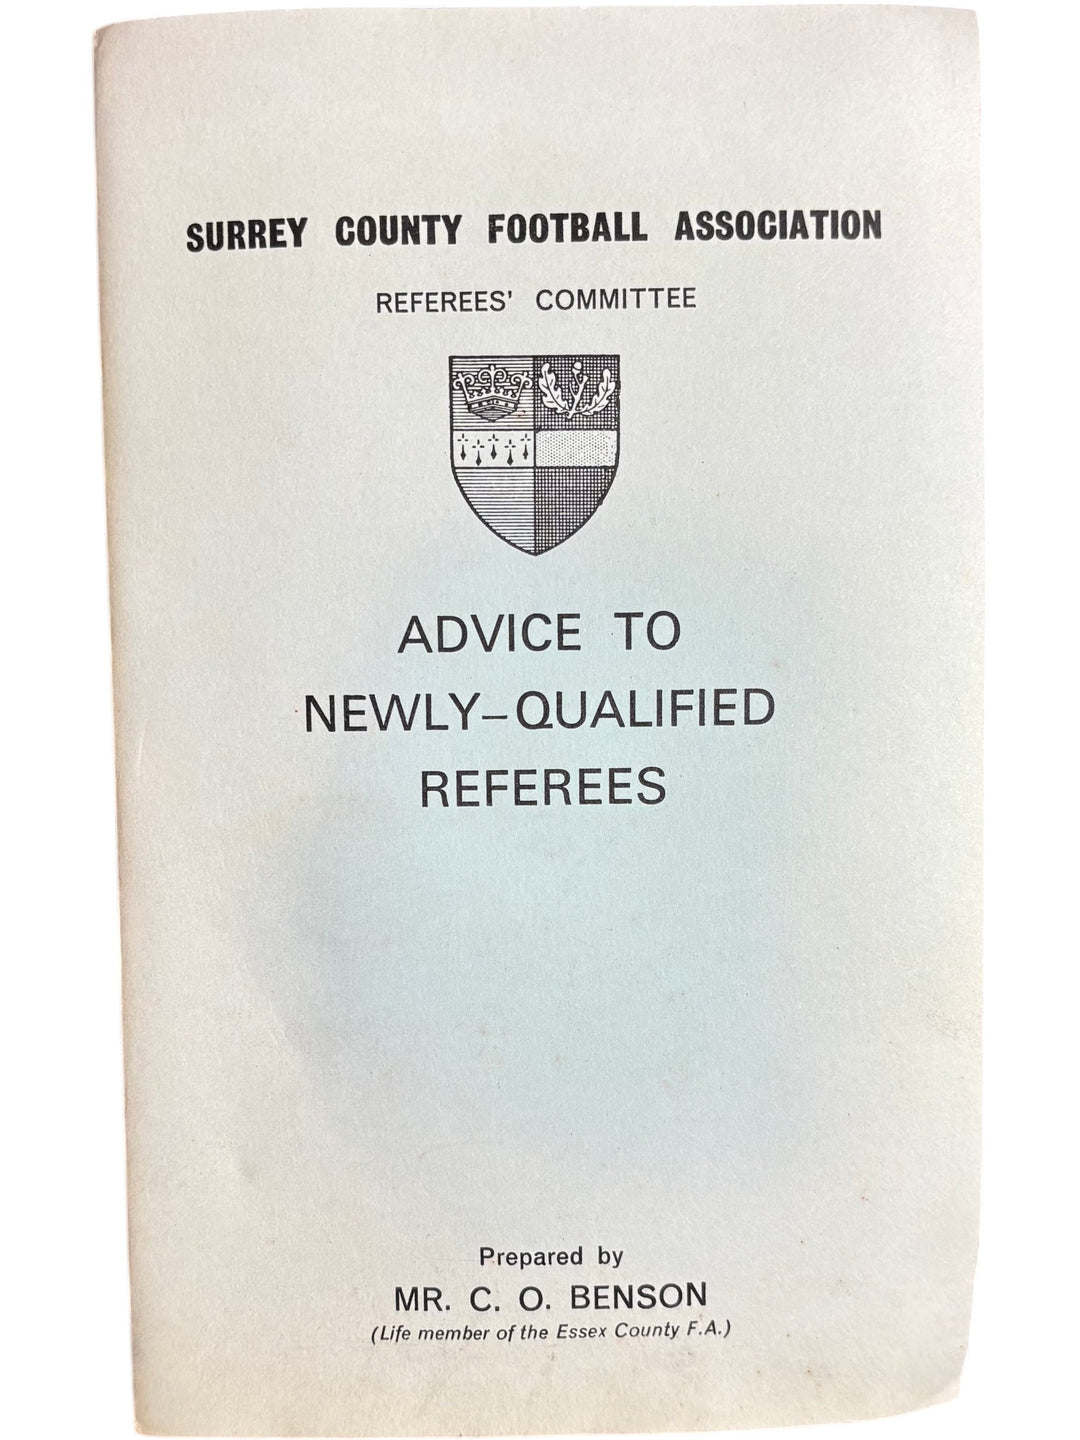 SURREY COUNTY FOOTBALL ASSOCIATION
REFEREES' COMMITTEE
ADVICE TO
NEWLY-QUALIFIED
REFEREES
Prepared by
MR. C. O. BENSON
(Life member of the Essex County F.A.)